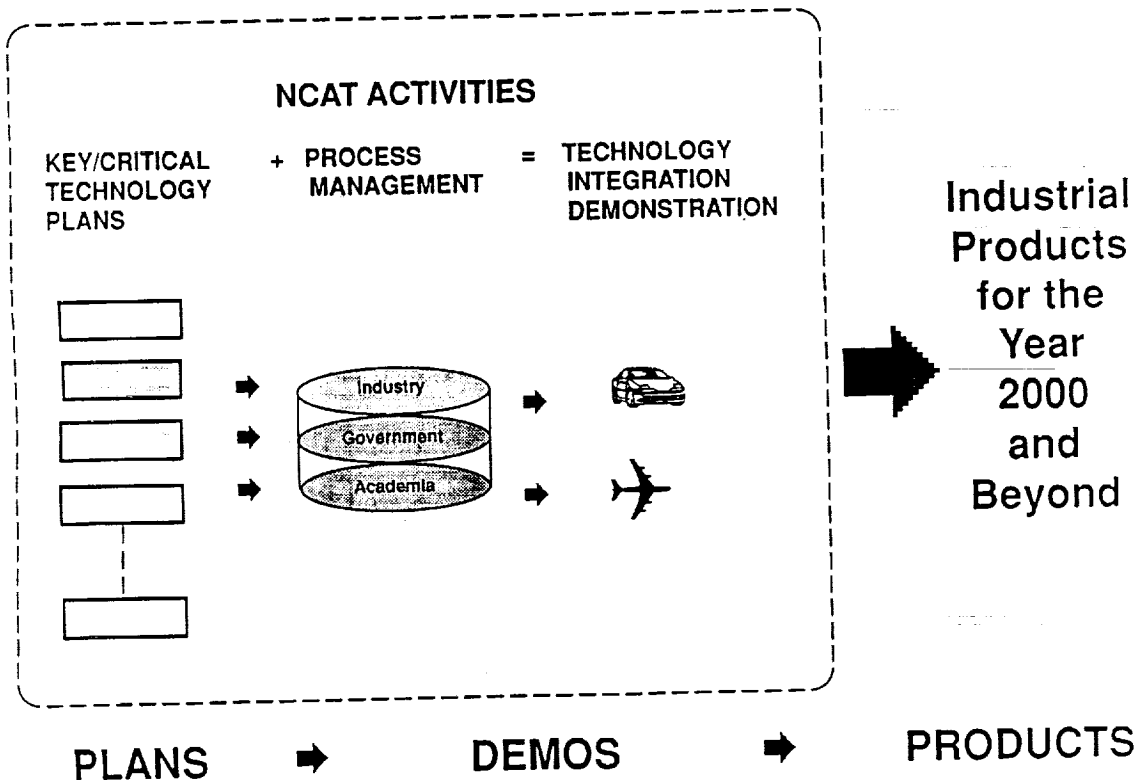 NCAT ACTIVITIES
KEY/CRITICAL
TECHNOLOGY
PLANS
+ PROCESS
MANAGEMENT
= TECHNOLOGY
INTEGRATION
DEMONSTRATION
Industry
Government
Academia
Industrial
Products
for the
Year
2000
and
Beyond
PLANS
DEMOS
PRODUCTS